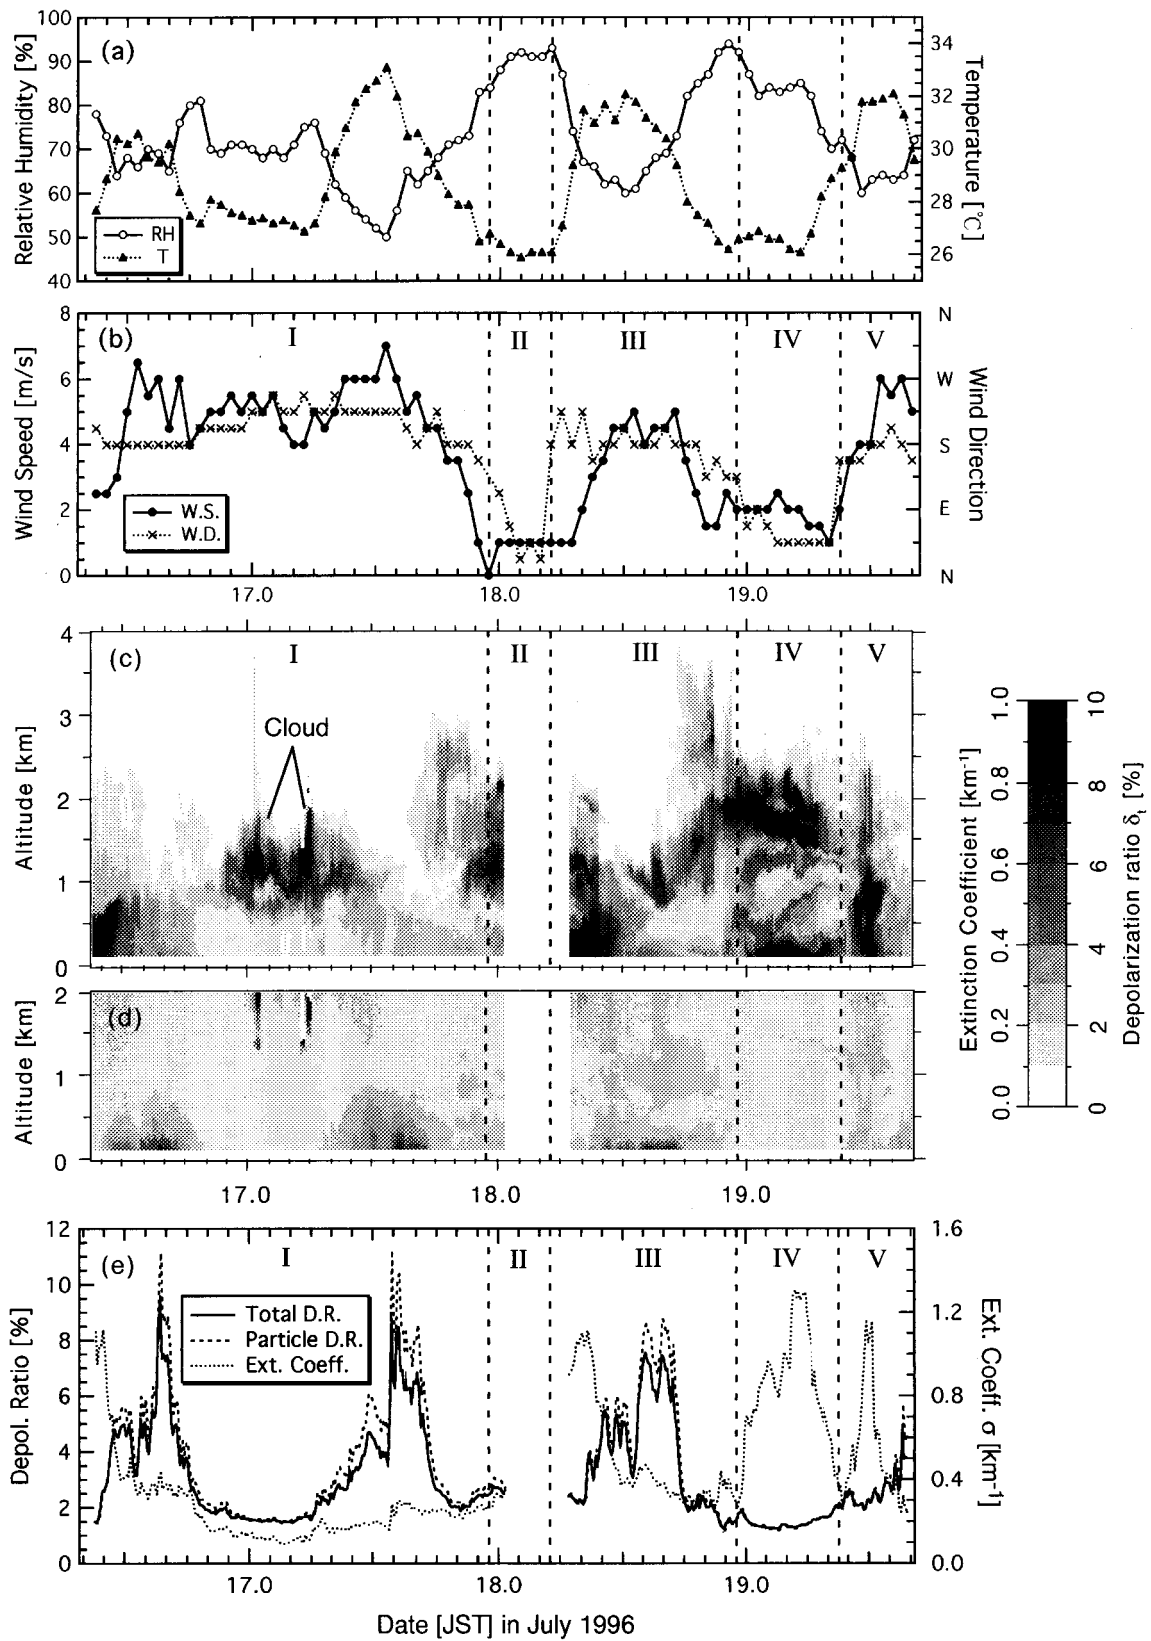 (a)
Relative Humidity [%]
100
90
80
70
60
50
40
RH
T
34
32
30
28
26
Temperature [℃]
(b)
I
II
III
IV
V
Wind Speed [m/s]
8
6
4
2
0
W.S.
W.D.
N
W
S
E
N
Wind Direction
17.0
18.0
19.0
(c)
I
II
III
IV
V
Cloud
Altitude [km]
4
3
2
1
0
(d)
Altitude [km]
2
1
0
17.0
18.0
19.0
Extinction Coefficient [km⁻¹]
1.0
0.8
0.6
0.4
0.2
0.0
10
8
6
4
2
0
Depolarization ratio δt [%]
(e)
I
II
III
IV
V
Depol. Ratio [%]
12
10
8
6
4
2
0
Total D.R.
Particle D.R.
Ext. Coeff.
1.6
1.2
0.8
0.4
0.0
Ext. Coeff. σ [km⁻¹]
17.0
18.0
19.0
Date [JST] in July 1996